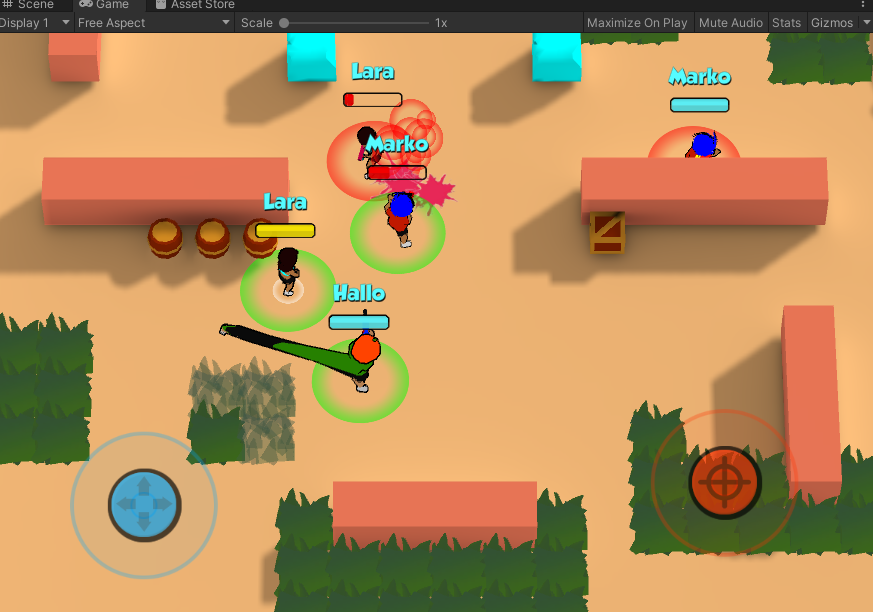 Scene Game Asset Store
Display 1 Free Aspect Scale 1x Maximize On Play Mute Audio Stats Gizmos
Lara
Marko
Marko
Lara
Hallo